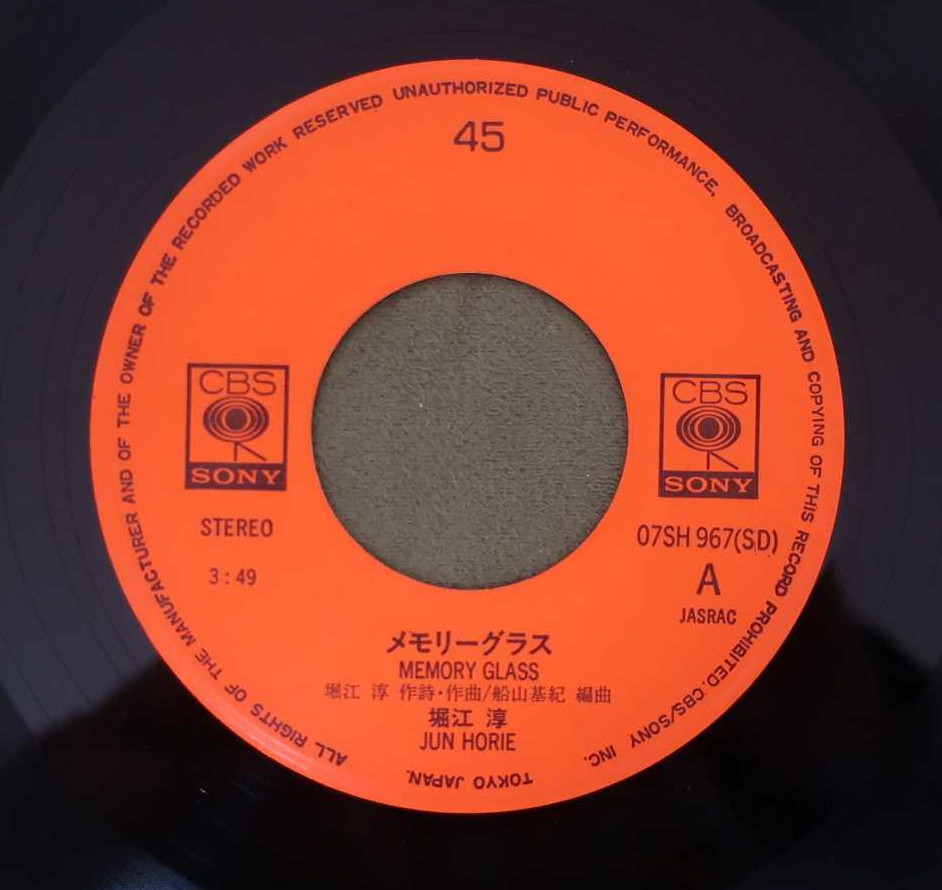 ALL RIGHTS OF THE MANUFACTURER AND OF THE OWNER OF THE RECORDED WORK RESERVED UNAUTHORIZED PUBLIC PERFORMANCE, BROADCASTING AND COPYING OF THIS RECORD PROHIBITED. CBS/SONY INC.
TOKYO JAPAN.
45
CBS
SONY
CBS
SONY
STEREO
3:49
07SH 967(SD)
A
JASRAC
メモリーグラス
MEMORY GLASS
堀江 淳 作詩・作曲/船山基紀 編曲
堀江 淳
JUN HORIE